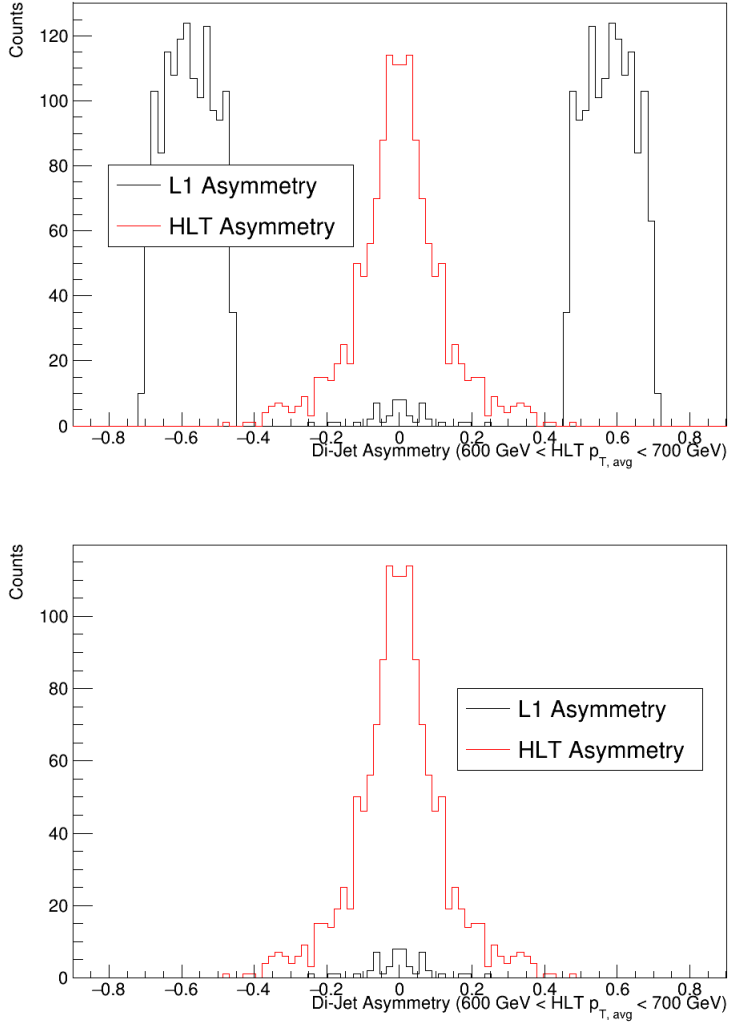 Counts
120
100
80
60
40
20
0
L1 Asymmetry
HLT Asymmetry
−0.8 −0.6 −0.4 −0.2 0 0.2 0.4 0.6 0.8
Di-Jet Asymmetry (600 GeV < HLT p_T, avg < 700 GeV)
Counts
100
80
60
40
20
0
L1 Asymmetry
HLT Asymmetry
−0.8 −0.6 −0.4 −0.2 0 0.2 0.4 0.6 0.8
Di-Jet Asymmetry (600 GeV < HLT p_T, avg < 700 GeV)